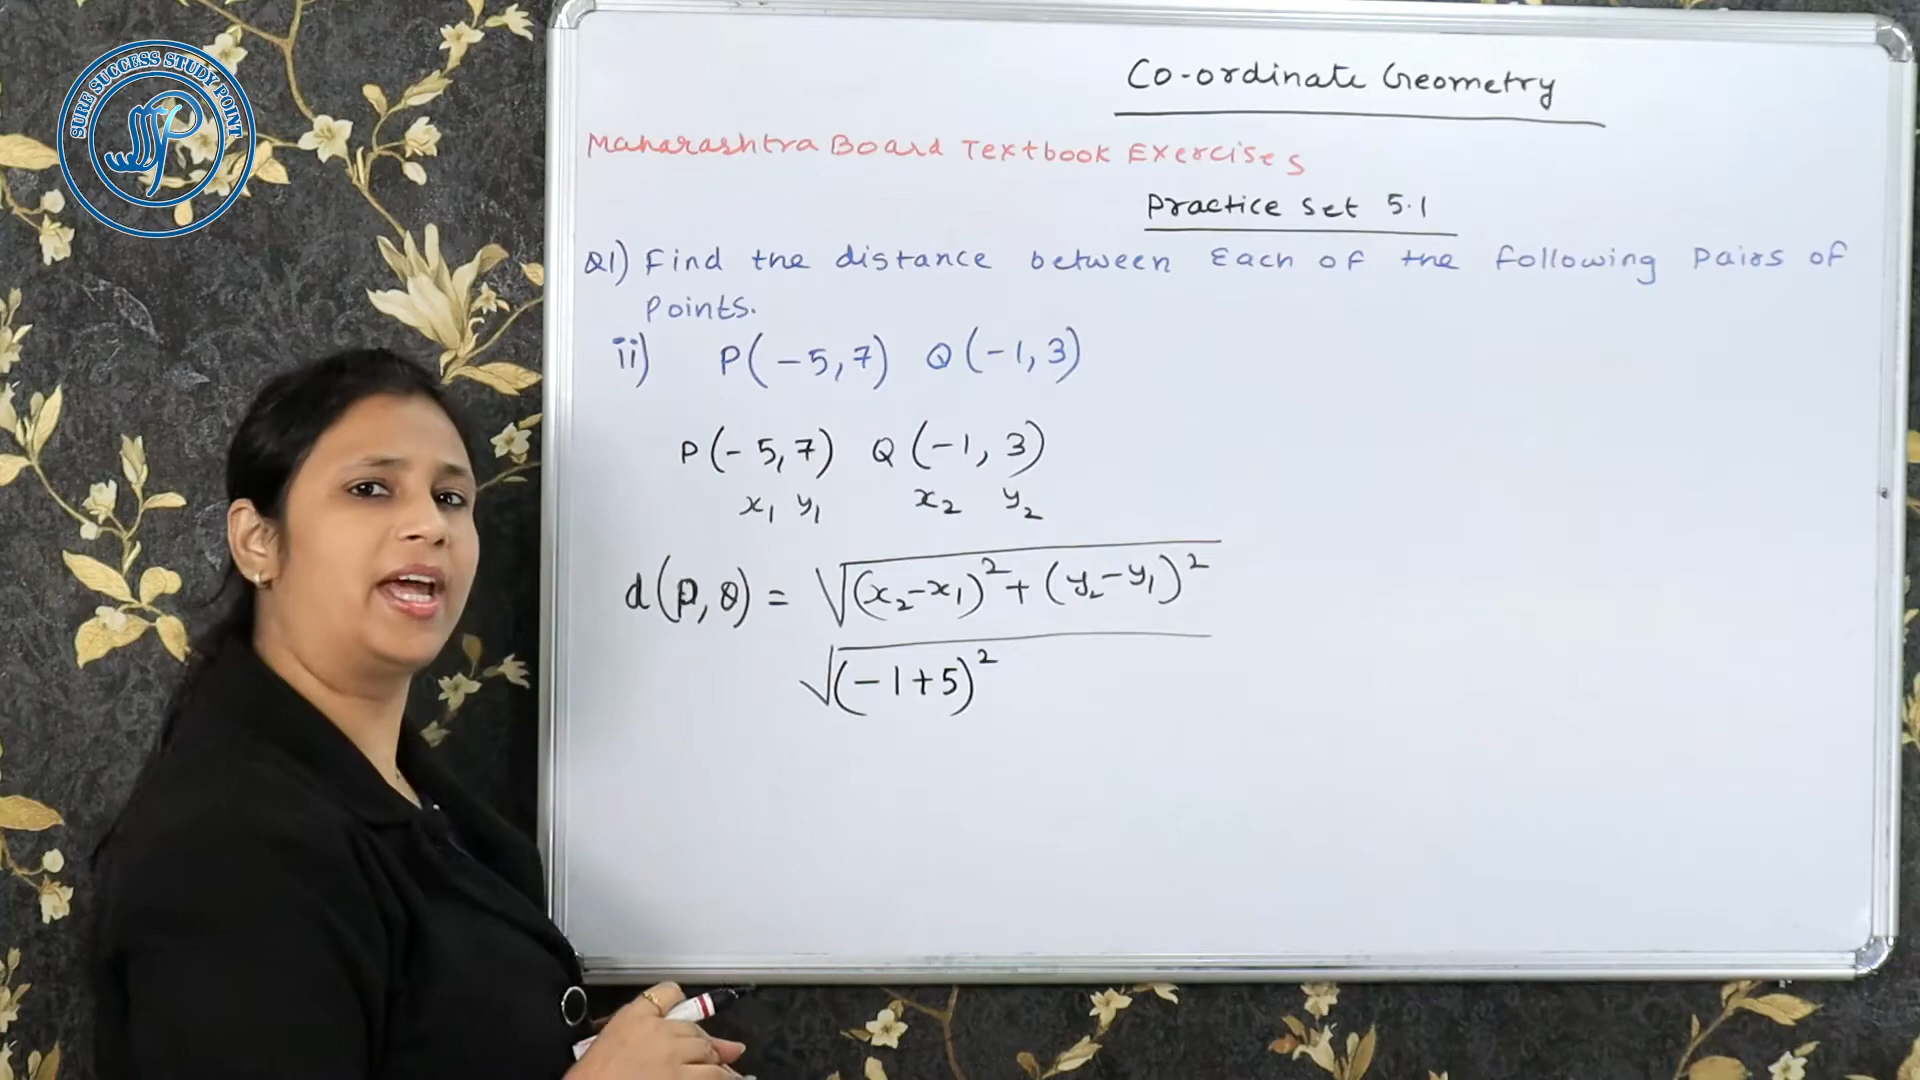 SURE SUCCESS STUDY POINT
Co-ordinate Geometry
Maharashtra Board Textbook Exercises
Practice Set 5.1
Q1) Find the distance between Each of the following Pairs of
Points.
ii) P(-5,7) Q(-1,3)
P(-5,7) Q(-1,3)
x₁ y₁ x₂ y₂
d(P,Q) = √(x₂-x₁)²+(y₂-y₁)²
√(-1+5)²